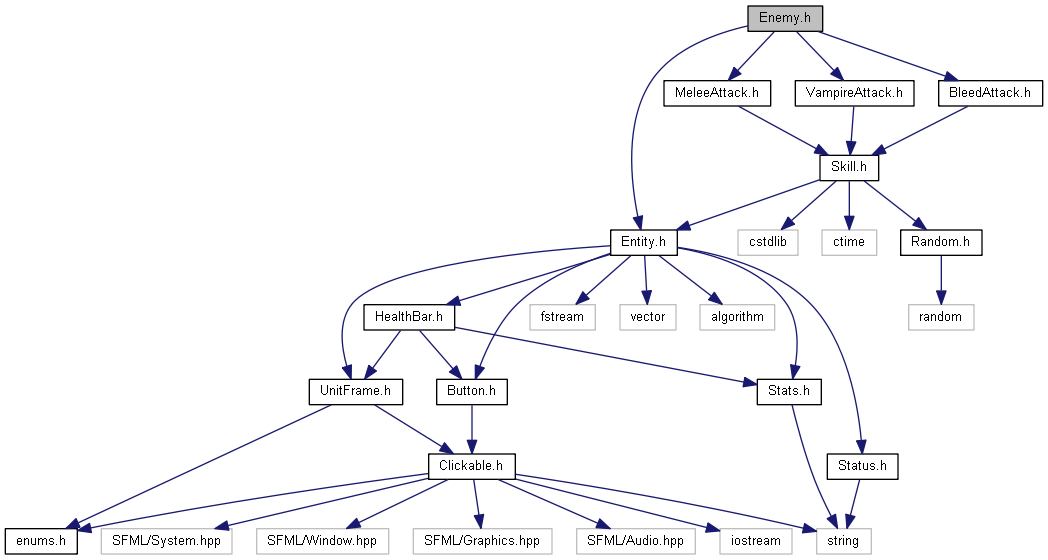 Enemy.h
MeleeAttack.h
VampireAttack.h
BleedAttack.h
Skill.h
Entity.h
cstdlib
ctime
Random.h
HealthBar.h
fstream
vector
algorithm
random
UnitFrame.h
Button.h
Stats.h
Clickable.h
Status.h
enums.h
SFML/System.hpp
SFML/Window.hpp
SFML/Graphics.hpp
SFML/Audio.hpp
iostream
string